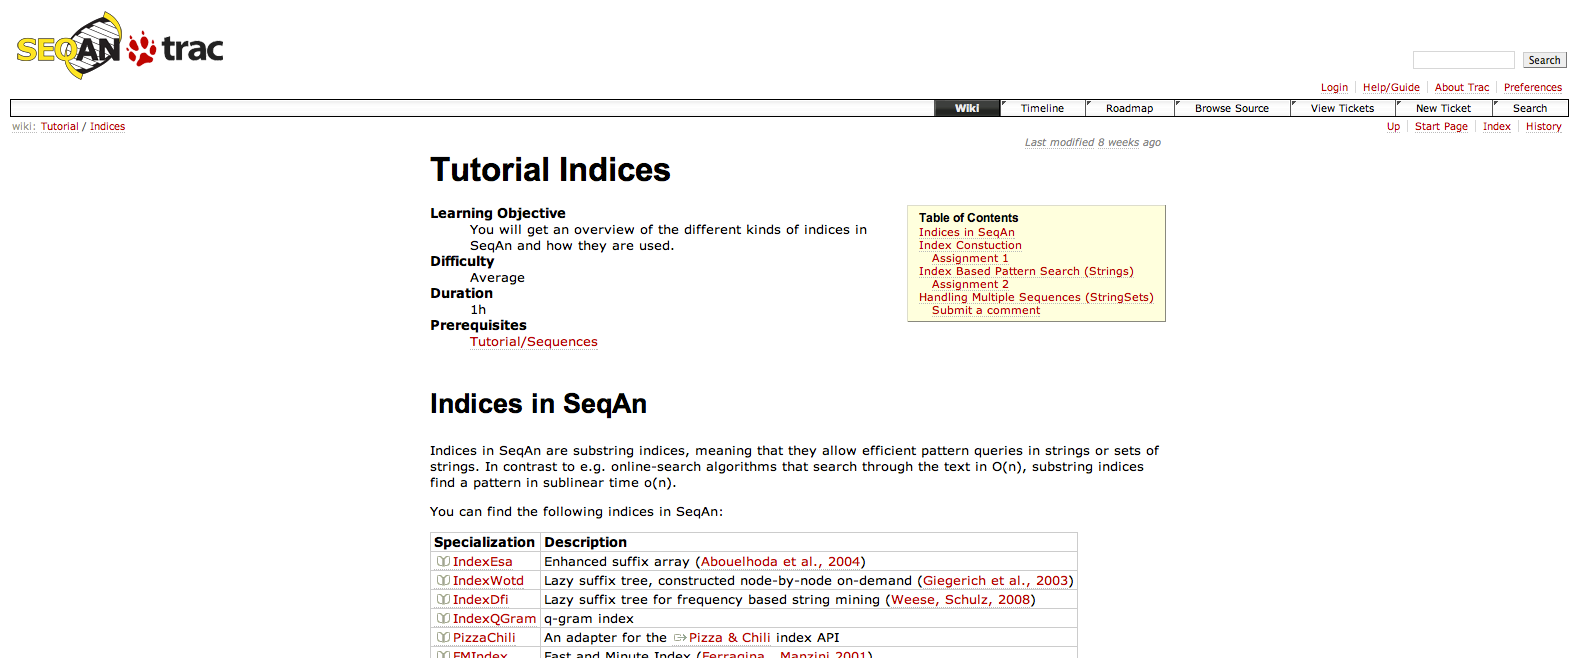 SEQAN trac
Search
Login Help/Guide About Trac Preferences
Wiki Timeline Roadmap Browse Source View Tickets New Ticket Search
wiki: Tutorial / Indices
Up Start Page Index History
Last modified 8 weeks ago
Tutorial Indices
Learning Objective
You will get an overview of the different kinds of indices in
SeqAn and how they are used.
Difficulty
Average
Duration
1h
Prerequisites
Tutorial/Sequences
Table of Contents
Indices in SeqAn
Index Constuction
Assignment 1
Index Based Pattern Search (Strings)
Assignment 2
Handling Multiple Sequences (StringSets)
Submit a comment
Indices in SeqAn
Indices in SeqAn are substring indices, meaning that they allow efficient pattern queries in strings or sets of
strings. In contrast to e.g. online-search algorithms that search through the text in O(n), substring indices
find a pattern in sublinear time o(n).
You can find the following indices in SeqAn:
Specialization Description
IndexEsa Enhanced suffix array (Abouelhoda et al., 2004)
IndexWotd Lazy suffix tree, constructed node-by-node on-demand (Giegerich et al., 2003)
IndexDfi Lazy suffix tree for frequency based string mining (Weese, Schulz, 2008)
IndexQGram q-gram index
PizzaChili An adapter for the Pizza & Chili index API
FMIndex Fast and Minute Index (Ferragina, Manzini 2001)